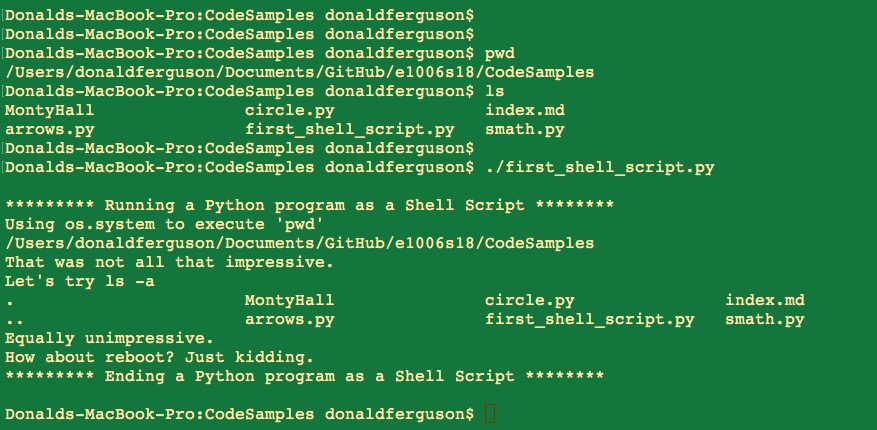 [Donalds-MacBook-Pro:CodeSamples donaldferguson$
[Donalds-MacBook-Pro:CodeSamples donaldferguson$
[Donalds-MacBook-Pro:CodeSamples donaldferguson$ pwd
/Users/donaldferguson/Documents/GitHub/e1006s18/CodeSamples
[Donalds-MacBook-Pro:CodeSamples donaldferguson$ ls
MontyHall circle.py index.md
arrows.py first_shell_script.py smath.py
[Donalds-MacBook-Pro:CodeSamples donaldferguson$
[Donalds-MacBook-Pro:CodeSamples donaldferguson$ ./first_shell_script.py
********* Running a Python program as a Shell Script ********
Using os.system to execute 'pwd'
/Users/donaldferguson/Documents/GitHub/e1006s18/CodeSamples
That was not all that impressive.
Let's try ls -a
. MontyHall circle.py index.md
.. arrows.py first_shell_script.py smath.py
Equally unimpressive.
How about reboot? Just kidding.
********* Ending a Python program as a Shell Script ********
Donalds-MacBook-Pro:CodeSamples donaldferguson$